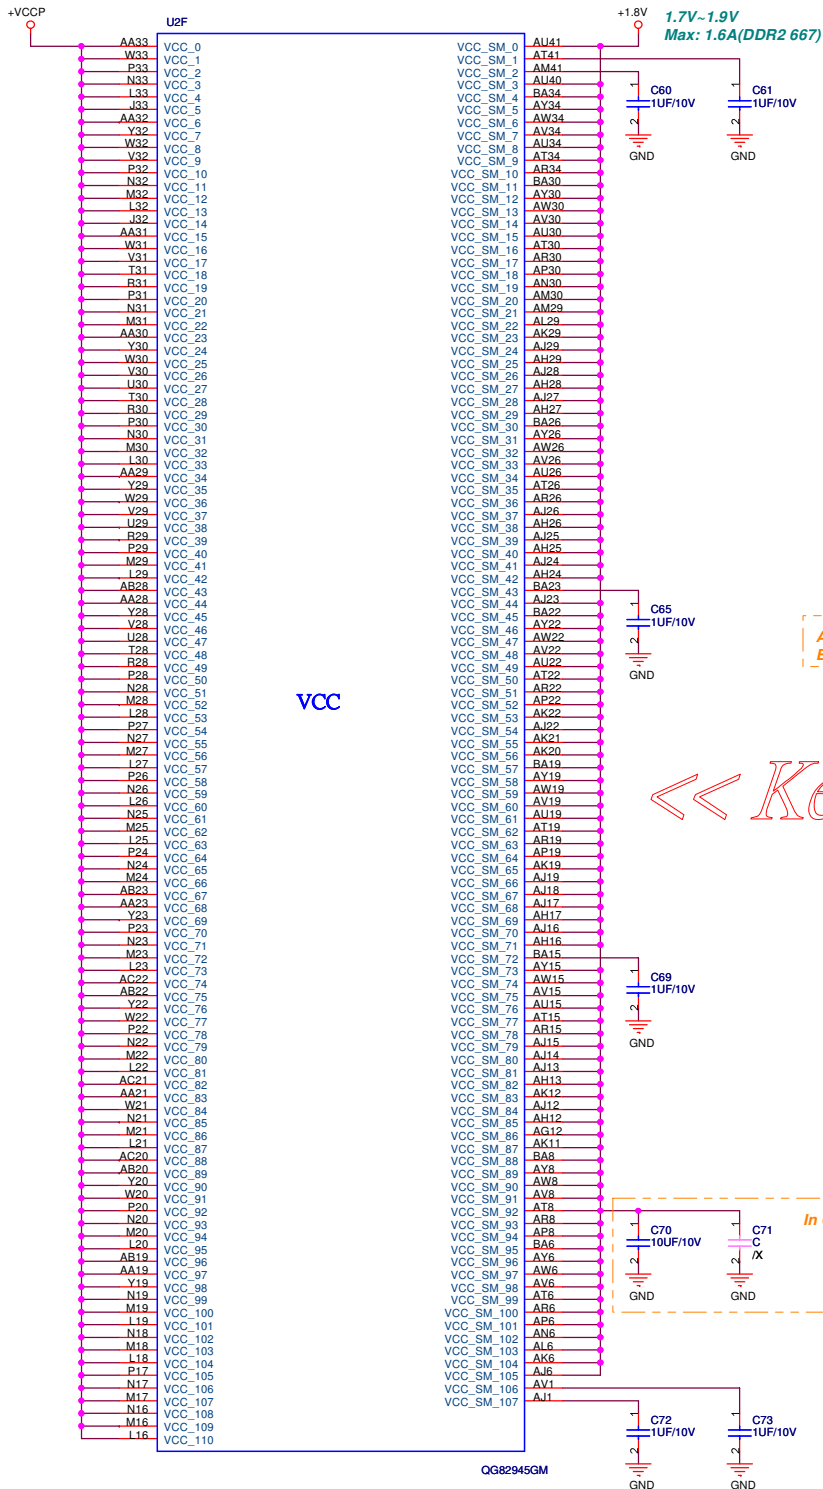 +VCCP U2F +1.8V 1.7V~1.9V
Max: 1.6A(DDR2 667)
AA33 VCC_0 VCC_SM_0 AU41
W33 VCC_1 VCC_SM_1 AT41
P33 VCC_2 VCC_SM_2 AM41
N33 VCC_3 VCC_SM_3 AU40
L33 VCC_4 VCC_SM_4 BA34
J33 VCC_5 VCC_SM_5 AY34
AA32 VCC_6 VCC_SM_6 AW34
Y32 VCC_7 VCC_SM_7 AV34
W32 VCC_8 VCC_SM_8 AU34
V32 VCC_9 VCC_SM_9 AT34
P32 VCC_10 VCC_SM_10 AR34
N32 VCC_11 VCC_SM_11 BA30
M32 VCC_12 VCC_SM_12 AY30
L32 VCC_13 VCC_SM_13 AW30
J32 VCC_14 VCC_SM_14 AV30
AA31 VCC_15 VCC_SM_15 AU30
W31 VCC_16 VCC_SM_16 AT30
V31 VCC_17 VCC_SM_17 AR30
T31 VCC_18 VCC_SM_18 AP30
R31 VCC_19 VCC_SM_19 AN30
P31 VCC_20 VCC_SM_20 AM30
N31 VCC_21 VCC_SM_21 AM29
M31 VCC_22 VCC_SM_22 AL29
AA30 VCC_23 VCC_SM_23 AK29
Y30 VCC_24 VCC_SM_24 AJ29
W30 VCC_25 VCC_SM_25 AH29
V30 VCC_26 VCC_SM_26 AJ28
U30 VCC_27 VCC_SM_27 AH28
T30 VCC_28 VCC_SM_28 AJ27
R30 VCC_29 VCC_SM_29 AH27
P30 VCC_30 VCC_SM_30 BA26
N30 VCC_31 VCC_SM_31 AY26
M30 VCC_32 VCC_SM_32 AW26
L30 VCC_33 VCC_SM_33 AV26
AA29 VCC_34 VCC_SM_34 AU26
Y29 VCC_35 VCC_SM_35 AT26
W29 VCC_36 VCC_SM_36 AR26
V29 VCC_37 VCC_SM_37 AJ26
U29 VCC_38 VCC_SM_38 AH26
R29 VCC_39 VCC_SM_39 AJ25
P29 VCC_40 VCC_SM_40 AH25
M29 VCC_41 VCC_SM_41 AJ24
L29 VCC_42 VCC_SM_42 AH24
AB28 VCC_43 VCC_SM_43 BA23
AA28 VCC_44 VCC_SM_44 AJ23
Y28 VCC_45 VCC_SM_45 BA22
V28 VCC_46 VCC_SM_46 AY22
U28 VCC_47 VCC_SM_47 AW22
T28 VCC_48 VCC_SM_48 AV22
R28 VCC_49 VCC_SM_49 AU22
P28 VCC_50 VCC_SM_50 AT22
N28 VCC_51 VCC_SM_51 AR22
M28 VCC_52 VCC_SM_52 AP22
L28 VCC_53 VCC_SM_53 AK22
P27 VCC_54 VCC_SM_54 AJ22
N27 VCC_55 VCC_SM_55 AK21
M27 VCC_56 VCC_SM_56 AK20
L27 VCC_57 VCC_SM_57 BA19
P26 VCC_58 VCC_SM_58 AY19
N26 VCC_59 VCC_SM_59 AW19
L26 VCC_60 VCC_SM_60 AV19
N25 VCC_61 VCC_SM_61 AU19
M25 VCC_62 VCC_SM_62 AT19
L25 VCC_63 VCC_SM_63 AR19
P24 VCC_64 VCC_SM_64 AP19
N24 VCC_65 VCC_SM_65 AK19
M24 VCC_66 VCC_SM_66 AJ19
AB23 VCC_67 VCC_SM_67 AJ18
AA23 VCC_68 VCC_SM_68 AJ17
Y23 VCC_69 VCC_SM_69 AH17
P23 VCC_70 VCC_SM_70 AJ16
N23 VCC_71 VCC_SM_71 AH16
M23 VCC_72 VCC_SM_72 BA15
L23 VCC_73 VCC_SM_73 AY15
AC22 VCC_74 VCC_SM_74 AW15
AB22 VCC_75 VCC_SM_75 AV15
Y22 VCC_76 VCC_SM_76 AU15
W22 VCC_77 VCC_SM_77 AT15
P22 VCC_78 VCC_SM_78 AR15
N22 VCC_79 VCC_SM_79 AJ15
M22 VCC_80 VCC_SM_80 AJ14
L22 VCC_81 VCC_SM_81 AJ13
AC21 VCC_82 VCC_SM_82 AH13
AA21 VCC_83 VCC_SM_83 AK12
W21 VCC_84 VCC_SM_84 AJ12
N21 VCC_85 VCC_SM_85 AH12
M21 VCC_86 VCC_SM_86 AG12
L21 VCC_87 VCC_SM_87 AK11
AC20 VCC_88 VCC_SM_88 BA8
AB20 VCC_89 VCC_SM_89 AY8
Y20 VCC_90 VCC_SM_90 AW8
W20 VCC_91 VCC_SM_91 AV8
P20 VCC_92 VCC_SM_92 AT8
N20 VCC_93 VCC_SM_93 AR8
M20 VCC_94 VCC_SM_94 AP8
L20 VCC_95 VCC_SM_95 BA6
AB19 VCC_96 VCC_SM_96 AY6
AA19 VCC_97 VCC_SM_97 AW6
Y19 VCC_98 VCC_SM_98 AV6
N19 VCC_99 VCC_SM_99 AT6
M19 VCC_100 VCC_SM_100 AR6
L19 VCC_101 VCC_SM_101 AP6
N18 VCC_102 VCC_SM_102 AN6
M18 VCC_103 VCC_SM_103 AL6
L18 VCC_104 VCC_SM_104 AK6
P17 VCC_105 VCC_SM_105 AJ6
N17 VCC_106 VCC_SM_106 AV1
M17 VCC_107 VCC_SM_107 AJ1
N16 VCC_108
M16 VCC_109
L16 VCC_110
VCC
QG82945GM
1 C60 1 C61
1UF/10V 1UF/10V
2 2
GND GND
1 C65
1UF/10V
2
GND
<< Ke
1 C69
1UF/10V
2
GND
In
1 C70 1 C71
10UF/10V C
2 2 /X
GND GND
1 C72 1 C73
1UF/10V 1UF/10V
2 2
GND GND